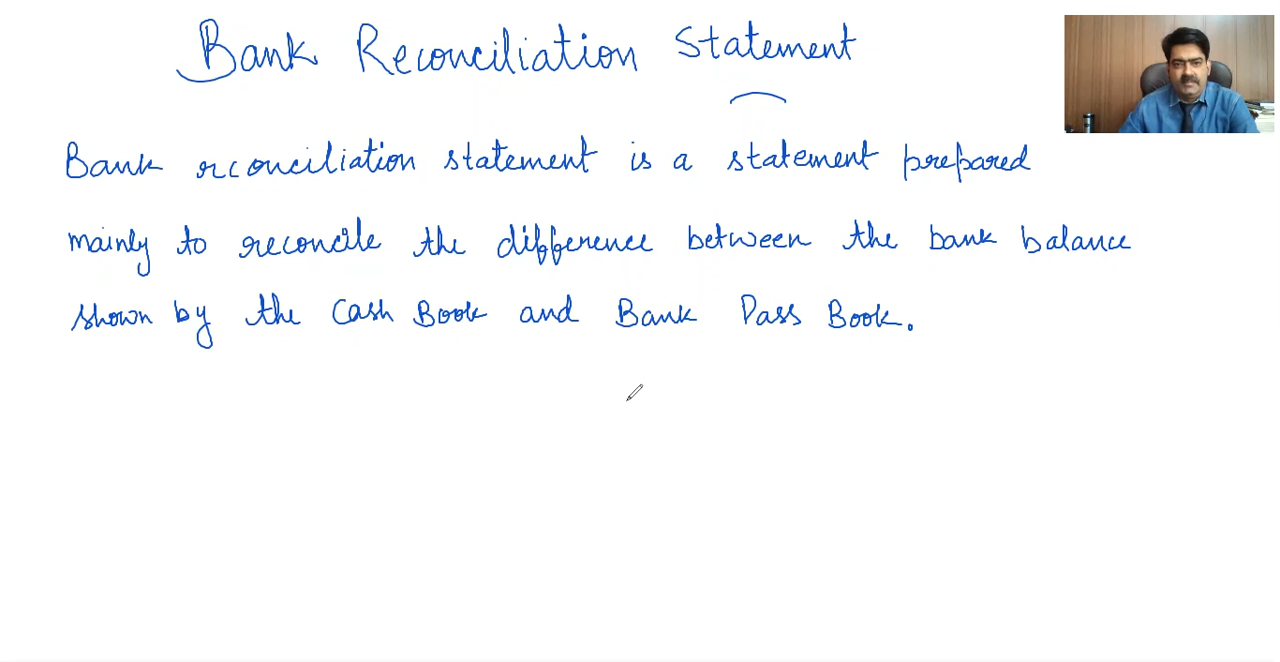 Bank Reconciliation Statement
Bank rconciliation statement is a statement prepared
mainly to reconcile the difference between the bank balance
shown by the Cash Book and Bank Pass Book.